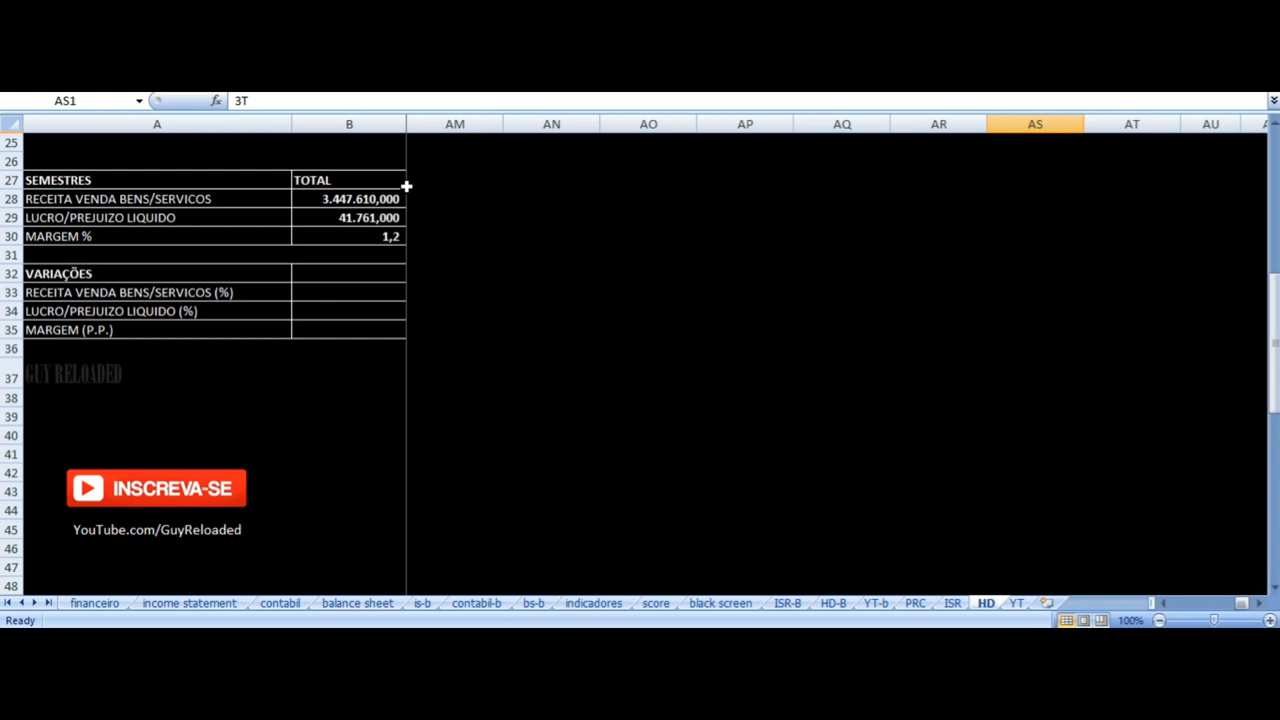 AS1 fx 3T
A B AM AN AO AP AQ AR AS AT AU
25
26
27 SEMESTRES TOTAL
28 RECEITA VENDA BENS/SERVICOS 3.447.610,000
29 LUCRO/PREJUIZO LIQUIDO 41.761,000
30 MARGEM % 1,2
31
32 VARIAÇÕES
33 RECEITA VENDA BENS/SERVICOS (%)
34 LUCRO/PREJUIZO LIQUIDO (%)
35 MARGEM (P.P.)
36
37 GUY RELOADED
38
39
40
41
42
43 INSCREVA-SE
44
45 YouTube.com/GuyReloaded
46
47
48
financeiro income statement contabil balance sheet is-b contabil-b bs-b indicadores score black screen ISR-B HD-B YT-b PRC ISR HD YT
Ready 100%